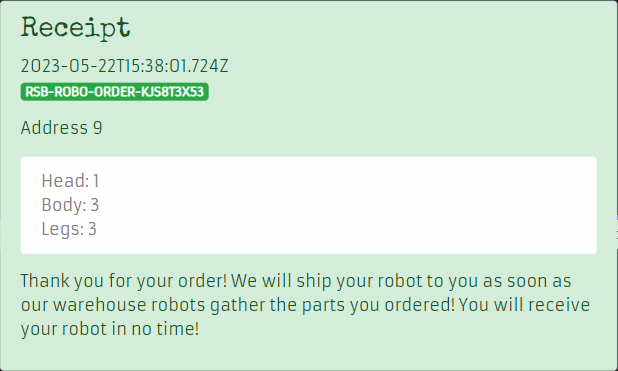 Receipt
2023-05-22T15:38:01.724Z
RSB-ROBO-ORDER-KJS8T3X53
Address 9
Head: 1
Body: 3
Legs: 3
Thank you for your order! We will ship your robot to you as soon as
our warehouse robots gather the parts you ordered! You will receive
your robot in no time!